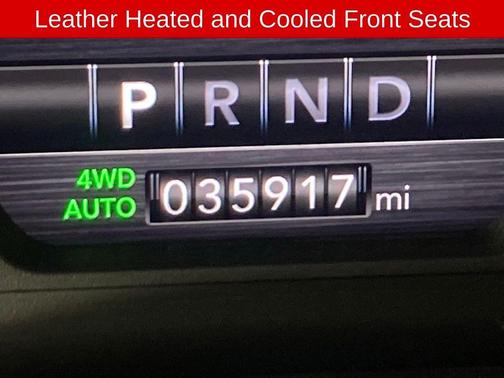 Leather Heated and Cooled Front Seats
P R N D
4WD
AUTO 035917 mi